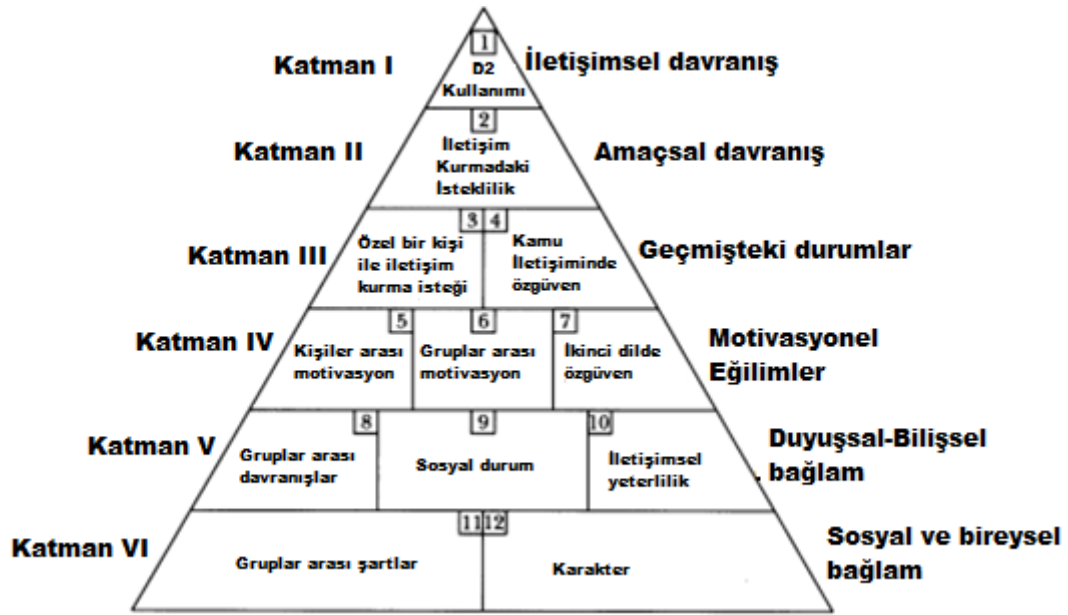 1
Katman I
İletişimsel davranış
D2
Kullanımı
2
Katman II
İletişim
Kurmadaki
İsteklilik
Amaçsal davranış
3 4
Katman III
Özel bir kişi
ile iletişim
kurma isteği
Kamu
İletişiminde
özgüven
Geçmişteki durumlar
5 6 7
Katman IV
Kişiler arası
motivasyon
Gruplar arası
motivasyon
İkinci dilde
özgüven
Motivasyonel
Eğilimler
8 9 10
Katman V
Gruplar arası
davranışlar
Sosyal durum
İletişimsel
yeterlilik
Duyuşsal-Bilişsel
. bağlam
11 12
Katman VI
Gruplar arası şartlar
Karakter
Sosyal ve bireysel
bağlam